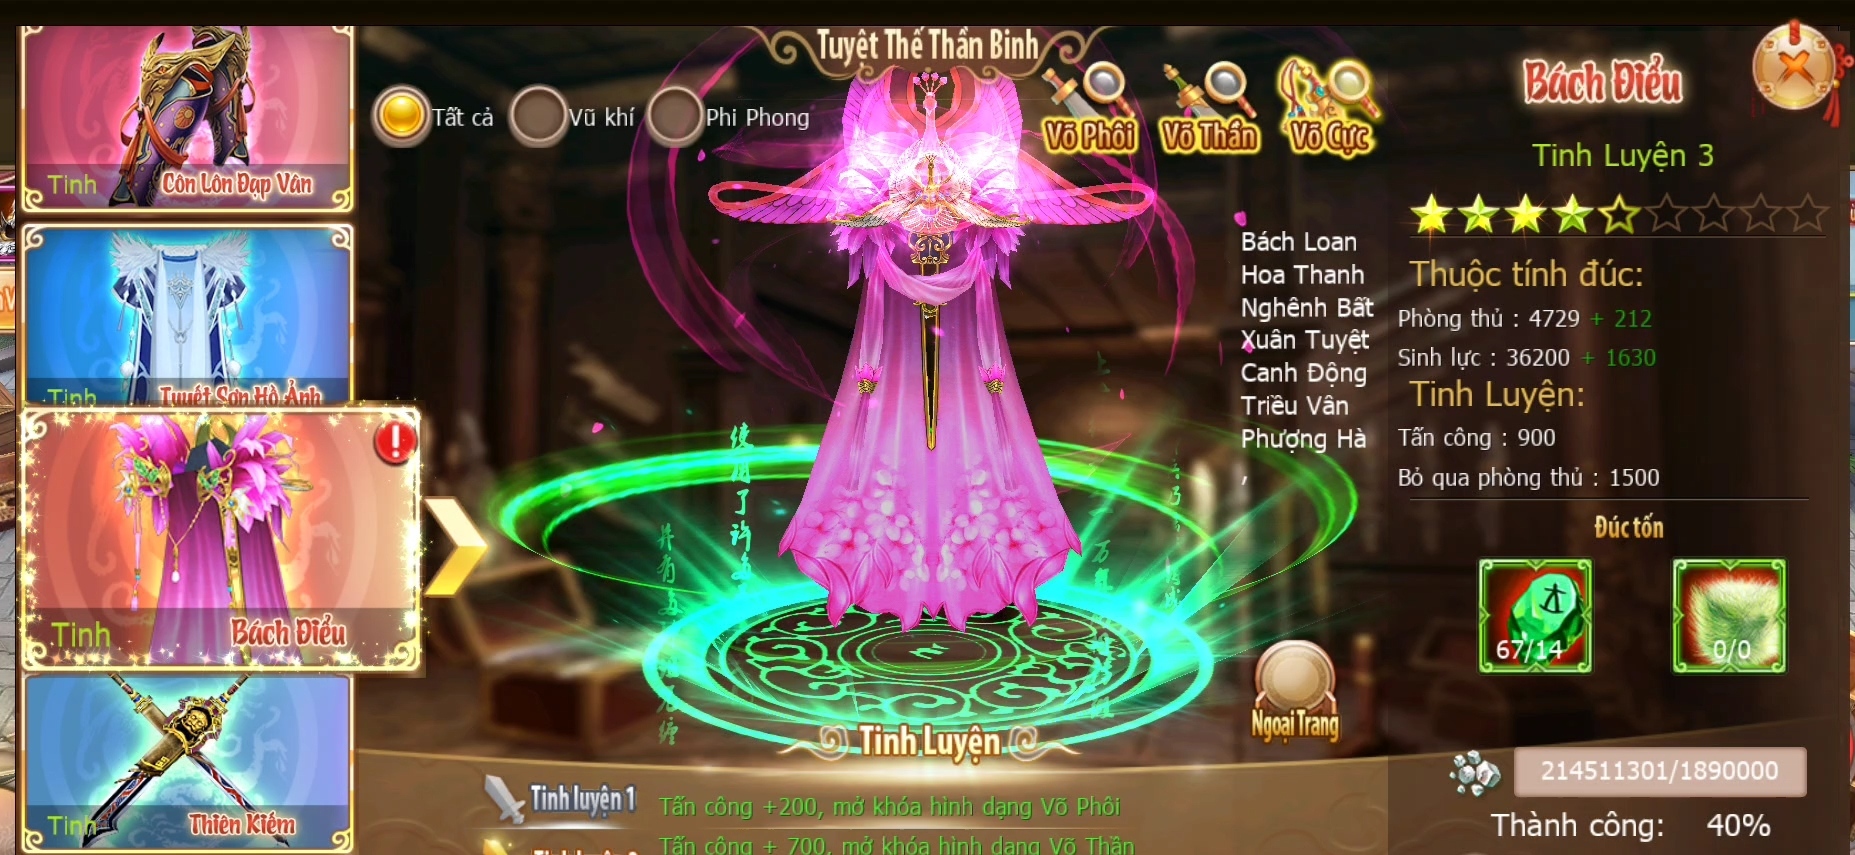 Tuyệt Thế Thần Binh
Tất cả
Vũ khí
Phi Phong
Võ Phôi
Võ Thần
Võ Cực
Tinh
Côn Lôn Đạp Vân
Tinh
Tuyết Sơn Hồ Ảnh
Tinh
Bách Điểu
Tinh
Thiên Kiếm
Bách Loan
Hoa Thanh
Nghênh Bất
Xuân Tuyệt
Canh Động
Triều Vân
Phượng Hà
,
Ngoại Trang
Tinh Luyện
Tinh luyện 1
Tấn công +200, mở khóa hình dạng Võ Phôi
Tấn công + 700, mở khóa hình dạng Võ Thần
Bách Điểu
Tinh Luyện 3
Thuộc tính đúc:
Phòng thủ : 4729 + 212
Sinh lực : 36200 + 1630
Tinh Luyện:
Tấn công : 900
Bỏ qua phòng thủ : 1500
Đúc tốn
67/14
0/0
214511301/1890000
Thành công: 40%